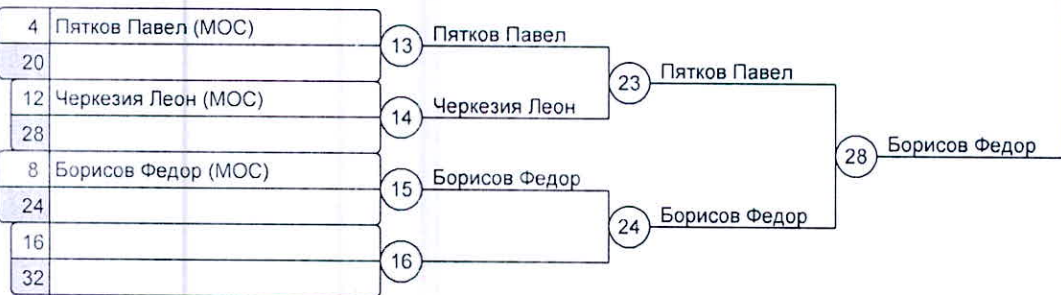 4 Пятков Павел (МОС)
20
13 Пятков Павел
12 Черкезия Леон (МОС)
28
14 Черкезия Леон
23 Пятков Павел
8 Борисов Федор (МОС)
24
15 Борисов Федор
16
32
16
24 Борисов Федор
28 Борисов Федор